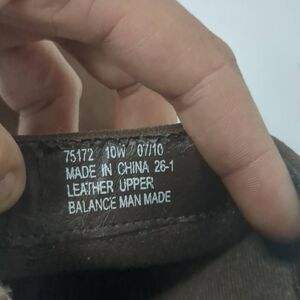 75172 10W 07/10
MADE IN CHINA 26-1
LEATHER UPPER
BALANCE MAN MADE